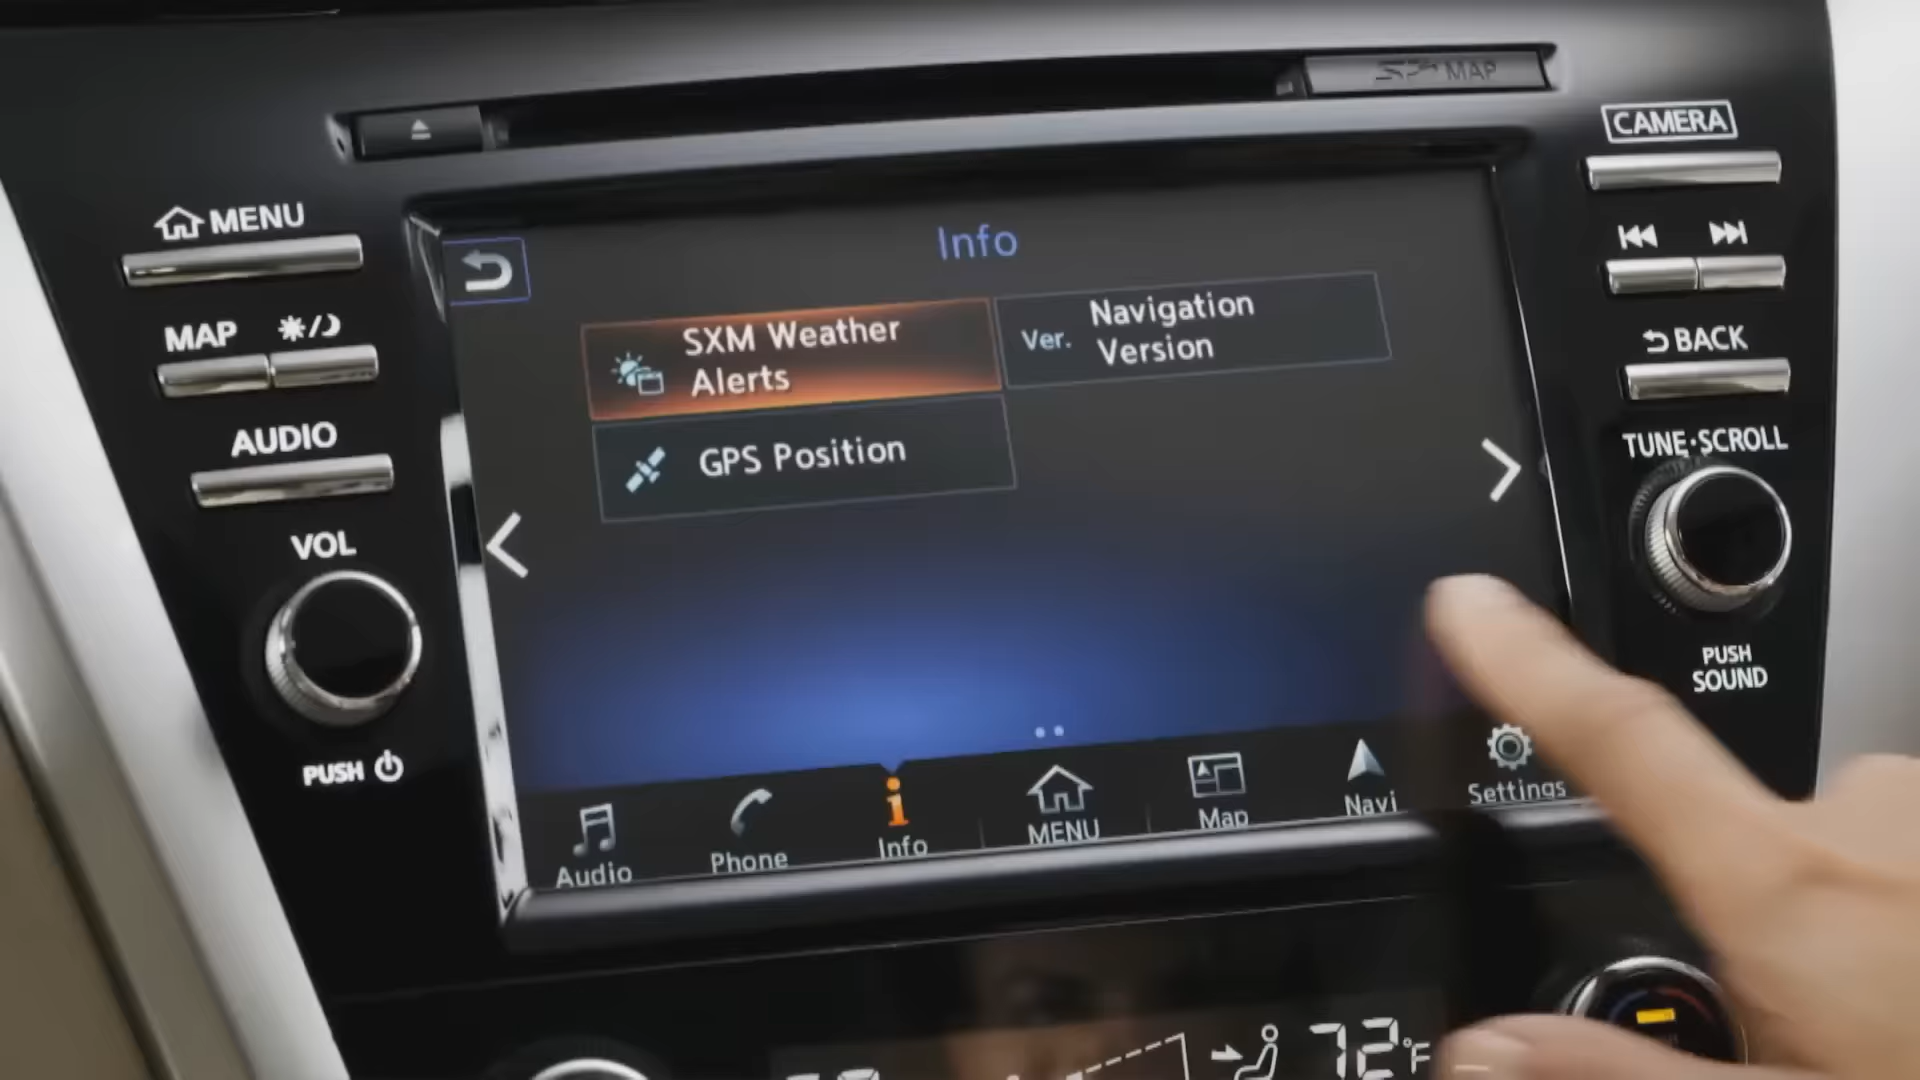 MAP
CAMERA
MENU
MAP
AUDIO
VOL
PUSH
Info
SXM Weather
Alerts
Ver.
Navigation
Version
GPS Position
Audio
Phone
Info
MENU
Map
Navi
Settings
BACK
TUNE·SCROLL
PUSH
SOUND
72°F